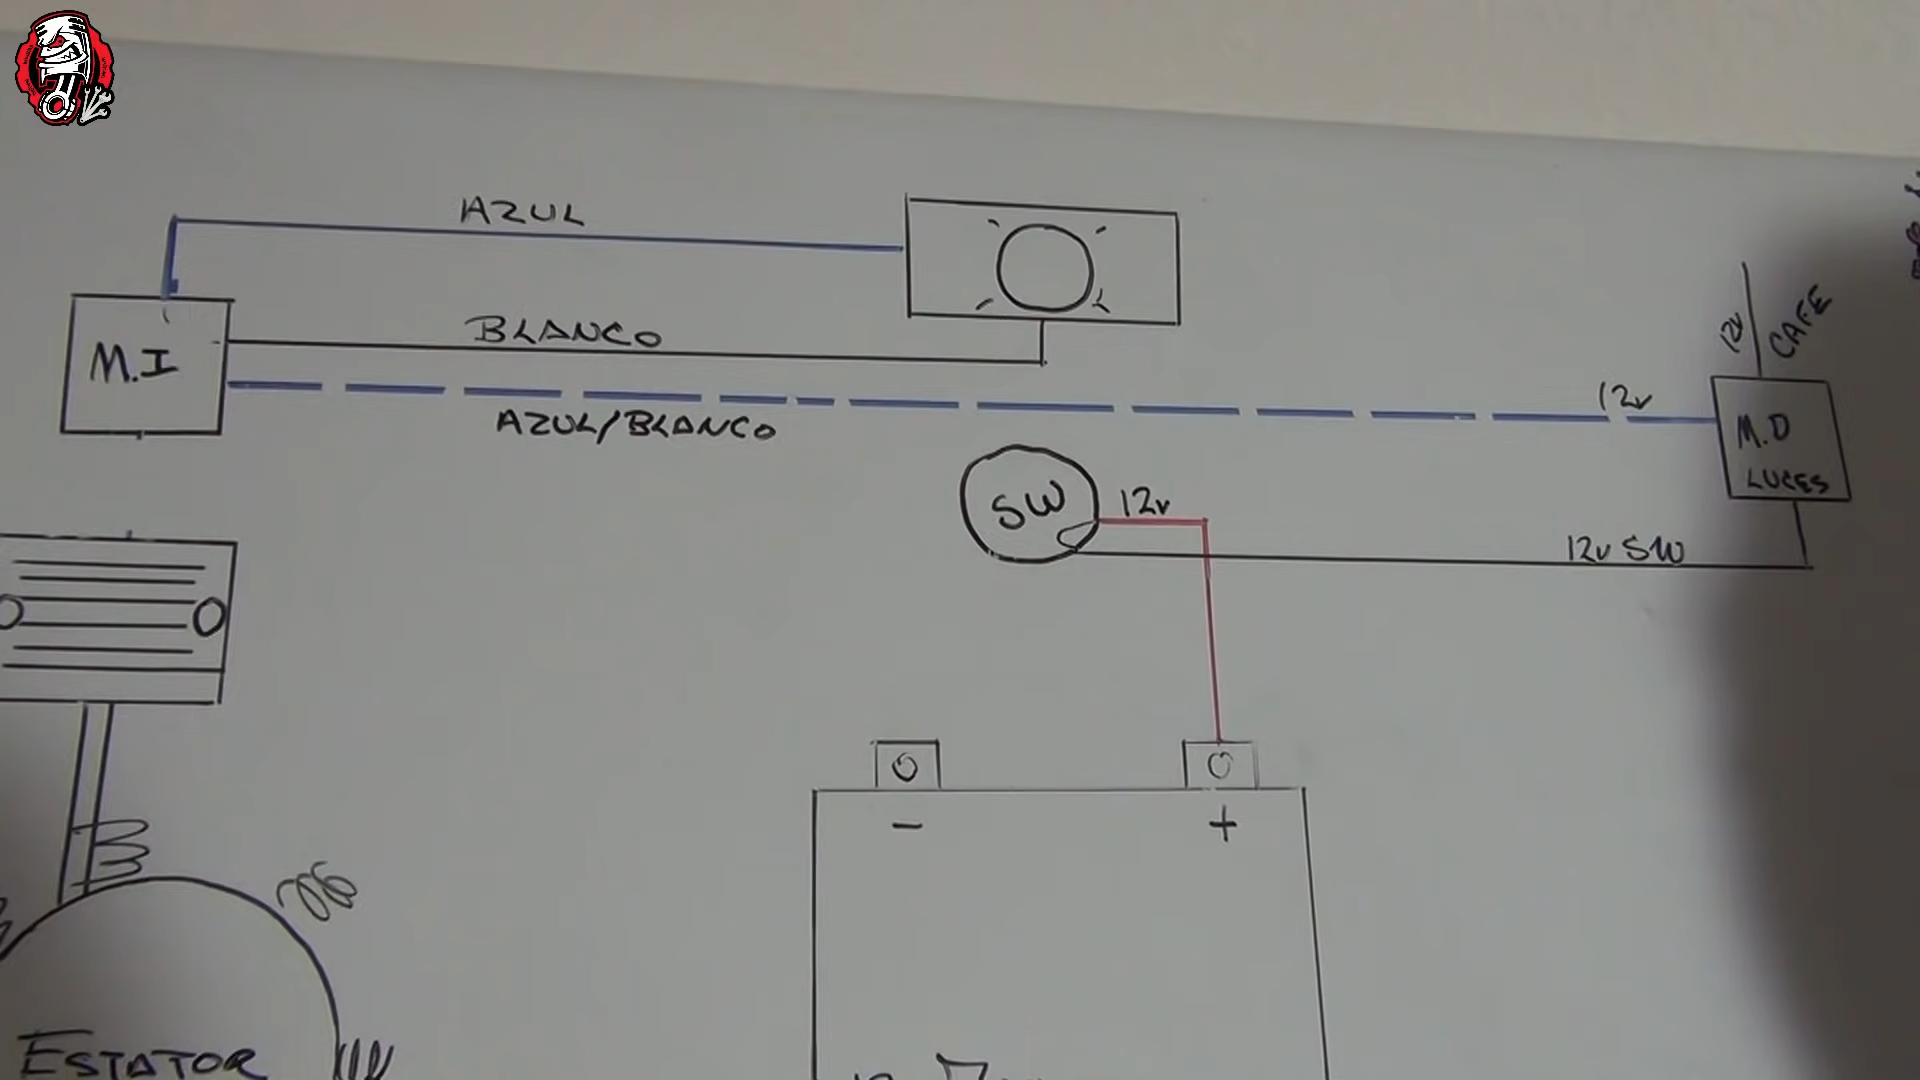 AZUL
BLANCO
M.I
AZUL/BLANCO
12v
12v
CAFE
M.D
LUCES
SW
12v
12v SW
-
+
ESTATOR